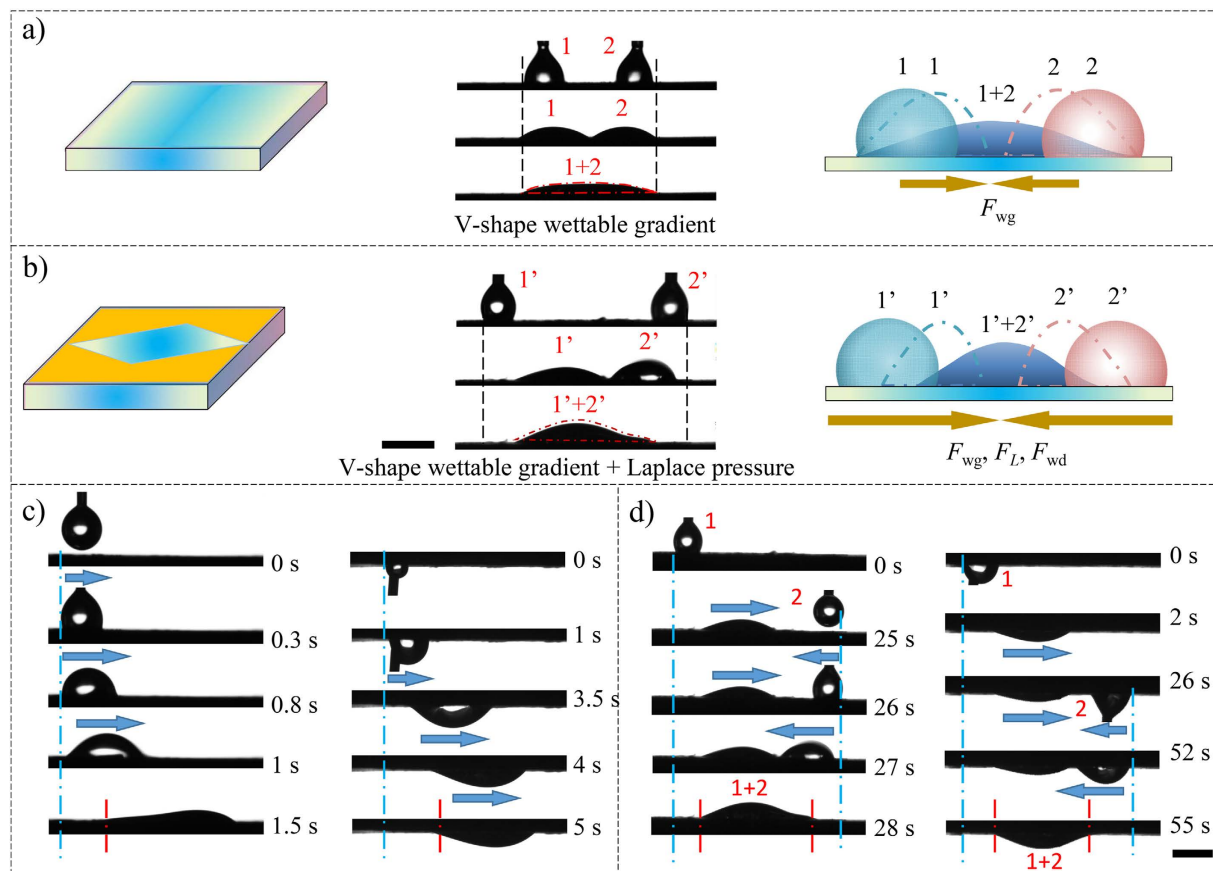 a)
1 2
1 2
1+2
V-shape wettable gradient
1 1 2 2
1+2
F_wg
b)
1' 2'
1' 2'
1'+2'
V-shape wettable gradient + Laplace pressure
1' 1' 2' 2'
1'+2'
F_wg, F_L, F_wd
c)
0 s
0.3 s
0.8 s
1 s
1.5 s
0 s
1 s
3.5 s
4 s
5 s
d)
1
0 s
2
25 s
26 s
27 s
1+2
28 s
0 s
1
2 s
26 s
2
52 s
55 s
1+2